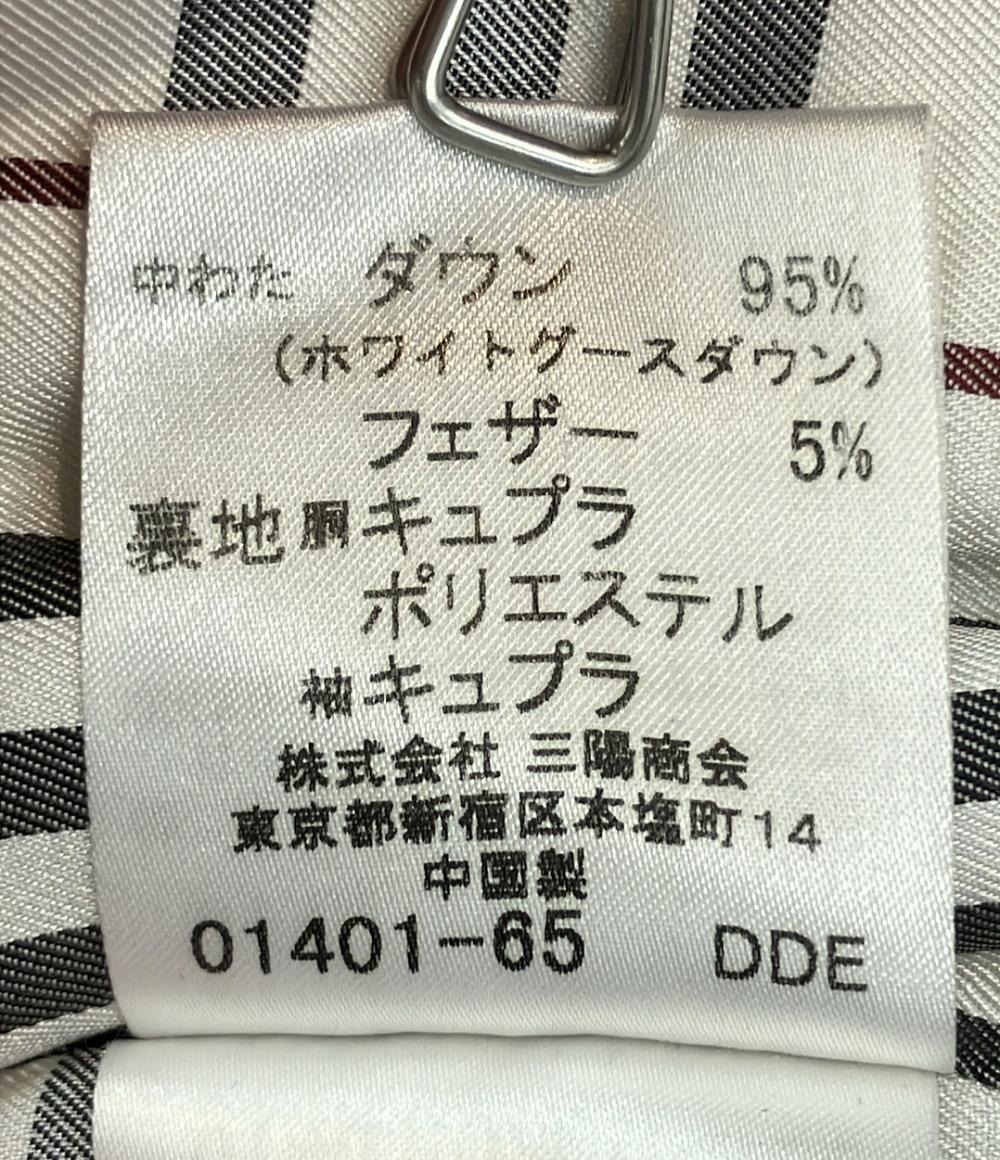 中わた ダウン 95%
(ホワイトグースダウン)
フェザー 5%
裏地 胴 キュプラ
ポリエステル
袖 キュプラ
株式会社 三陽商会
東京都新宿区本塩町14
中国製
01401-65 DDE